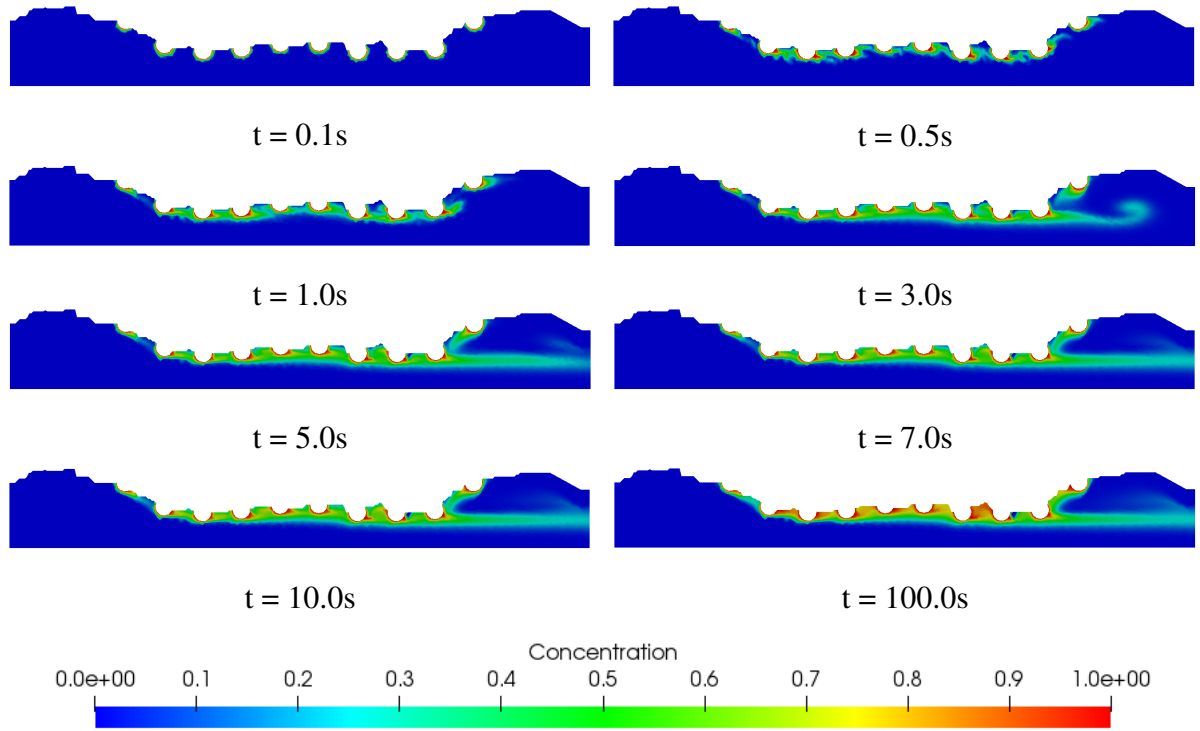 t = 0.1s
t = 0.5s
t = 1.0s
t = 3.0s
t = 5.0s
t = 7.0s
t = 10.0s
t = 100.0s
Concentration
0.0e+00 0.1 0.2 0.3 0.4 0.5 0.6 0.7 0.8 0.9 1.0e+00